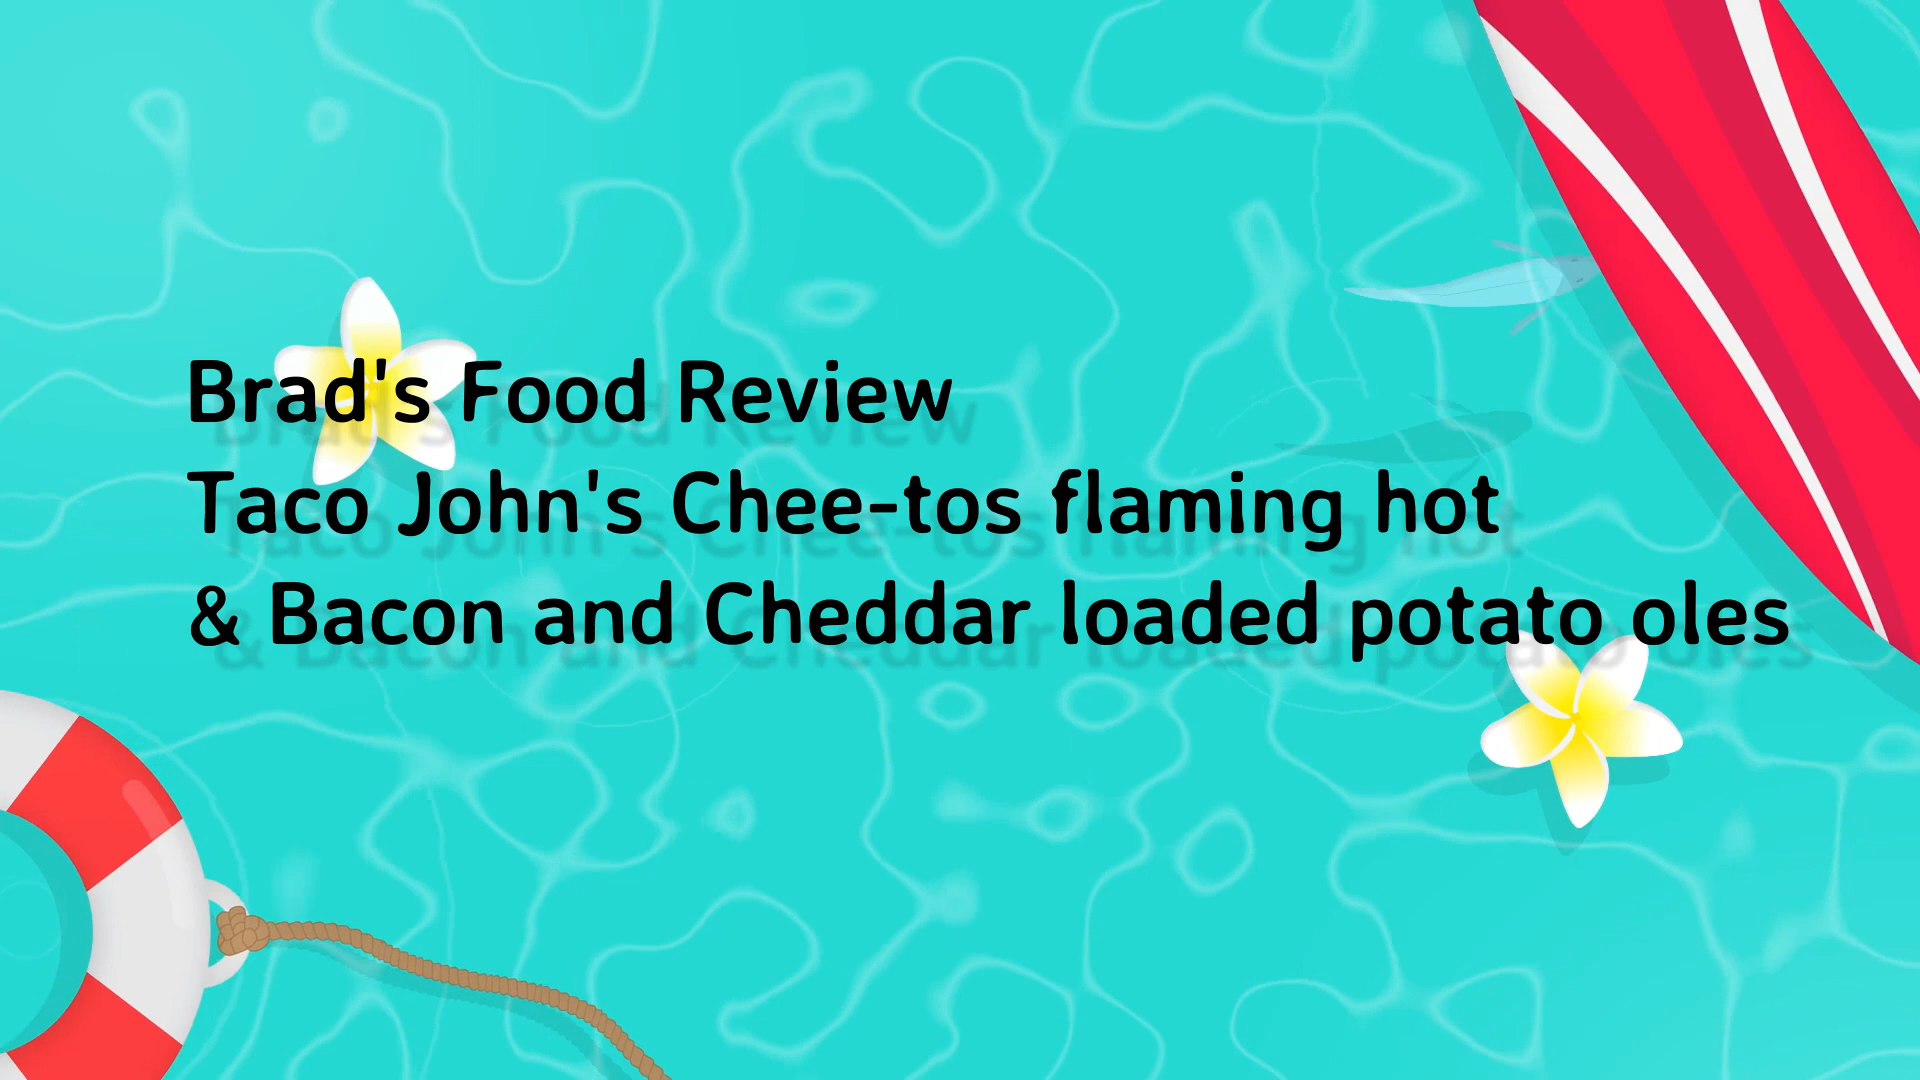 Brad's Food Review
Taco John's Chee-tos flaming hot
& Bacon and Cheddar loaded potato oles